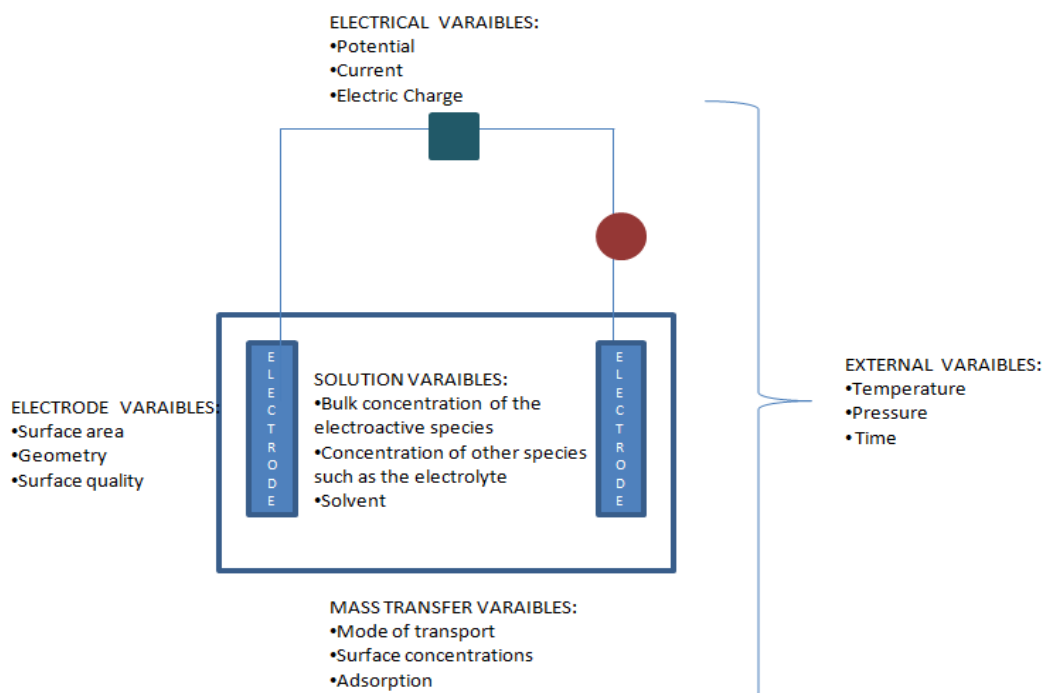 ELECTRICAL VARAIBLES:
•Potential
•Current
•Electric Charge
ELECTRODE VARAIBLES:
•Surface area
•Geometry
•Surface quality
ELECTRODE
SOLUTION VARAIBLES:
•Bulk concentration of the
electroactive species
•Concentration of other species
such as the electrolyte
•Solvent
ELECTRODE
EXTERNAL VARAIBLES:
•Temperature
•Pressure
•Time
MASS TRANSFER VARAIBLES:
•Mode of transport
•Surface concentrations
•Adsorption